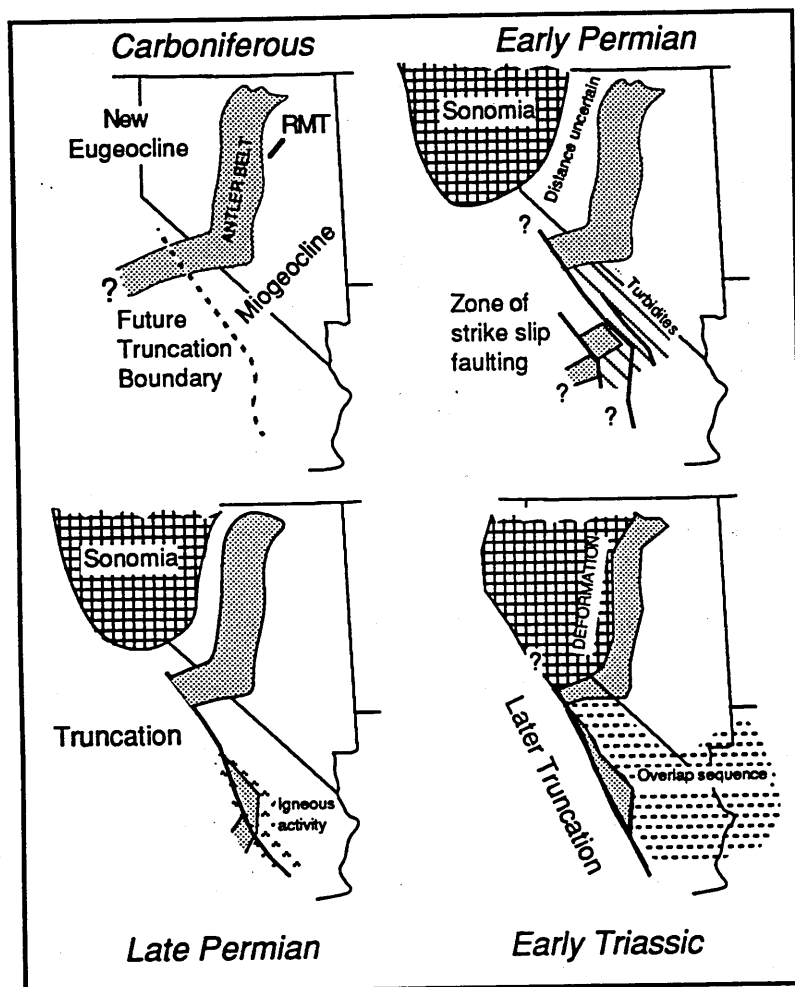 Carboniferous
New
Eugeocline
ANTLER BELT
RMT
Miogeocline
?
Future
Truncation
Boundary
Early Permian
Sonomia
Distance uncertain
?
Turbidites
Zone of
strike slip
faulting
?
?
Sonomia
Truncation
Igneous
activity
Late Permian
DEFORMATION
?
Later Truncation
Overlap sequence
Early Triassic